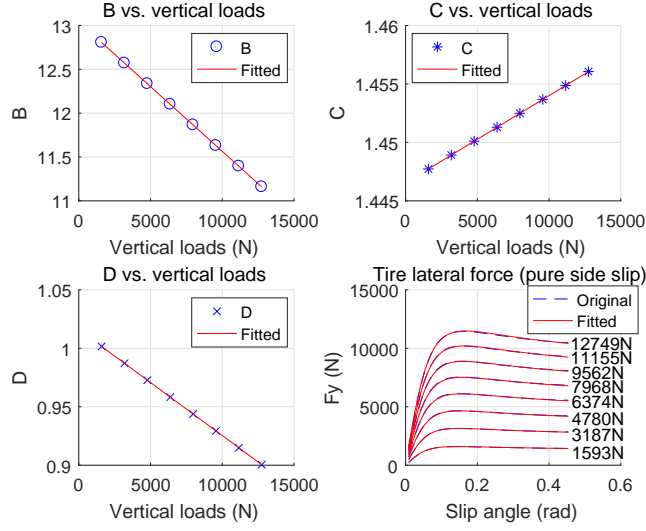 B vs. vertical loads
13
12.5
12
11.5
11
B
B
Fitted
0
5000
10000
15000
Vertical loads (N)
C vs. vertical loads
1.46
1.455
1.45
1.445
C
C
Fitted
0
5000
10000
15000
Vertical loads (N)
D vs. vertical loads
1.05
1
0.95
0.9
D
D
Fitted
0
5000
10000
15000
Vertical loads (N)
Tire lateral force (pure side slip)
15000
10000
5000
0
Fy (N)
Original
Fitted
12749N
11155N
9562N
7968N
6374N
4780N
3187N
1593N
0
0.2
0.4
0.6
Slip angle (rad)